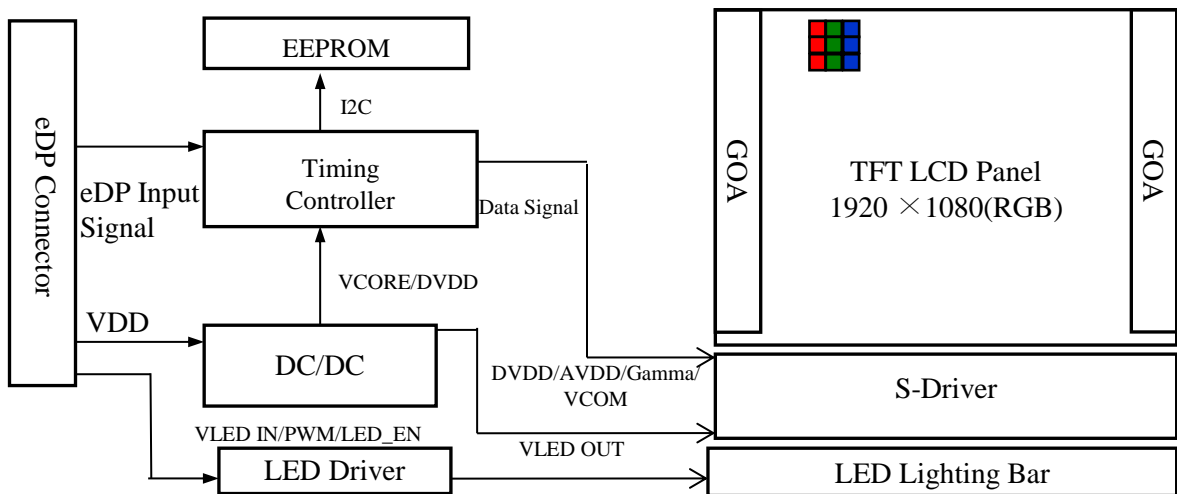 EEPROM
I2C
eDP Connector
eDP Input
Signal
Timing
Controller
Data Signal
VCORE/DVDD
VDD
DC/DC
DVDD/AVDD/Gamma/
VCOM
VLED IN/PWM/LED_EN
VLED OUT
LED Driver
GOA
TFT LCD Panel
1920 ×1080(RGB)
GOA
S-Driver
LED Lighting Bar